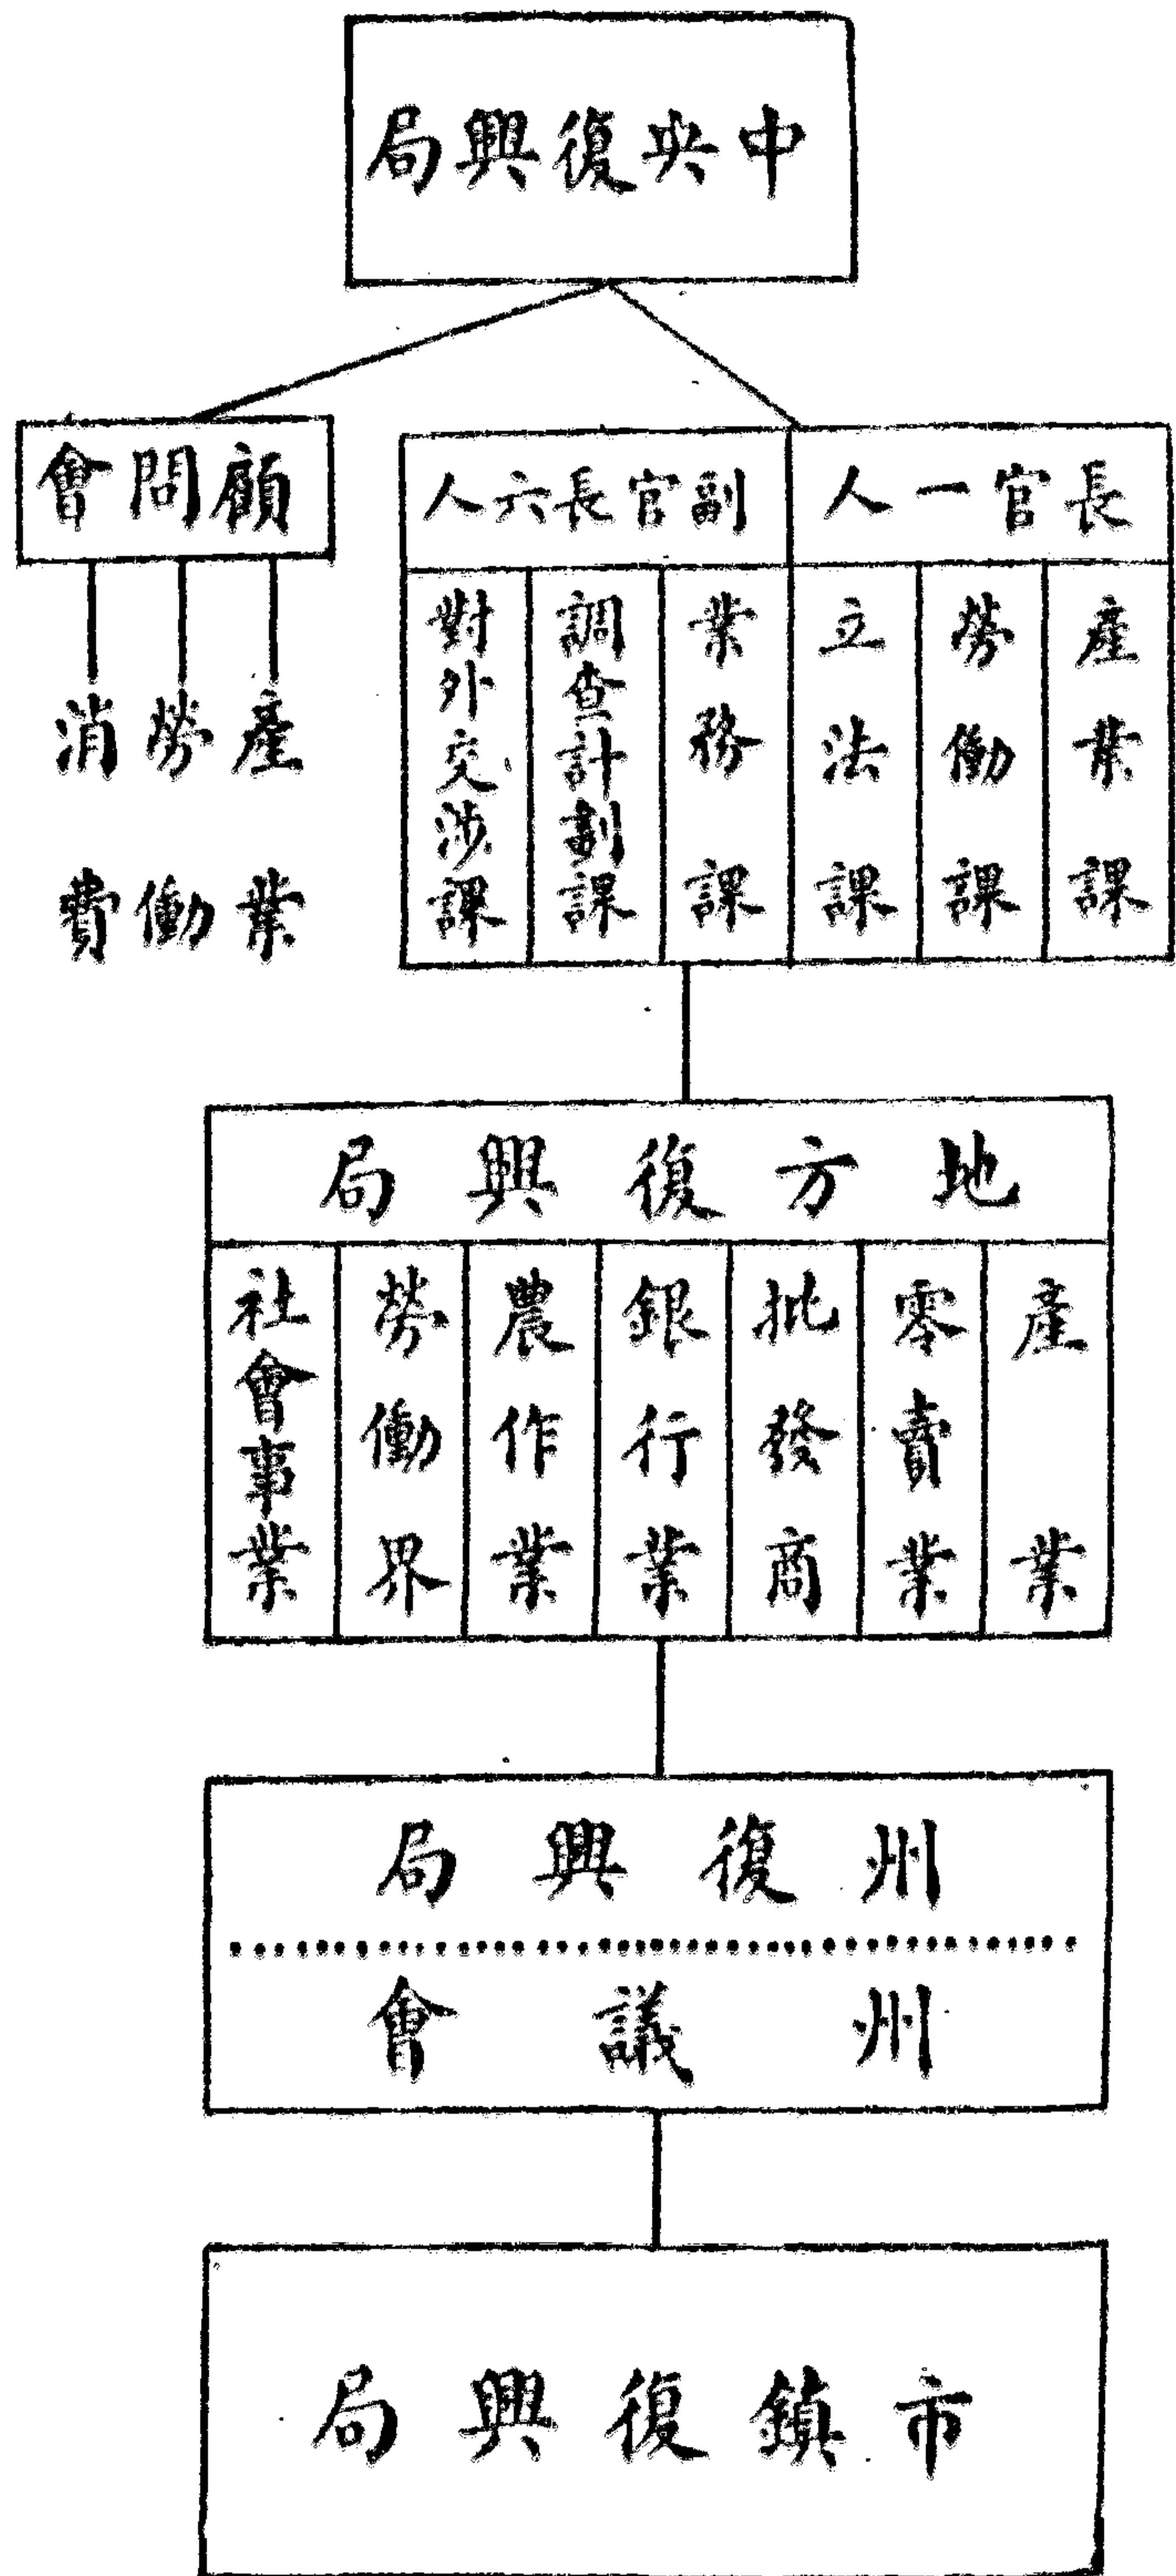 中央復興局
顧問會
產業
勞働
消費
長官一人
副官長六人
產業課
勞働課
立法課
業務課
調查計劃課
對外交涉課
地方復興局
產業
零賣業
批發商
銀行業
農作業
勞働界
社會事業
州復興局
州議會
市鎮復興局